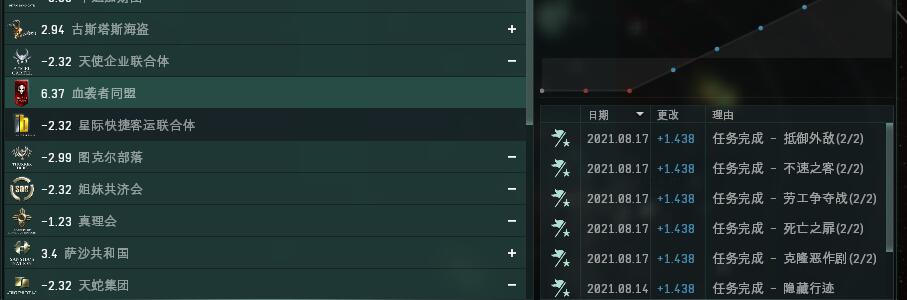 2.94 古斯塔斯海盗 +
-2.32 天使企业联合体 -
6.37 血袭者同盟
-2.32 星际快捷客运联合体
-2.99 图克尔部落 -
-2.32 姐妹共济会 -
-1.23 真理会 -
3.4 萨沙共和国 +
-2.32 天蛇集团 -
日期 更改 理由
2021.08.17 +1.438 任务完成 - 抵御外敌(2/2)
2021.08.17 +1.438 任务完成 - 不速之客(2/2)
2021.08.17 +1.438 任务完成 - 劳工争夺战(2/2)
2021.08.17 +1.438 任务完成 - 死亡之扉(2/2)
2021.08.17 +1.438 任务完成 - 克隆恶作剧(2/2)
2021.08.14 +1.438 任务完成 - 隐藏行迹